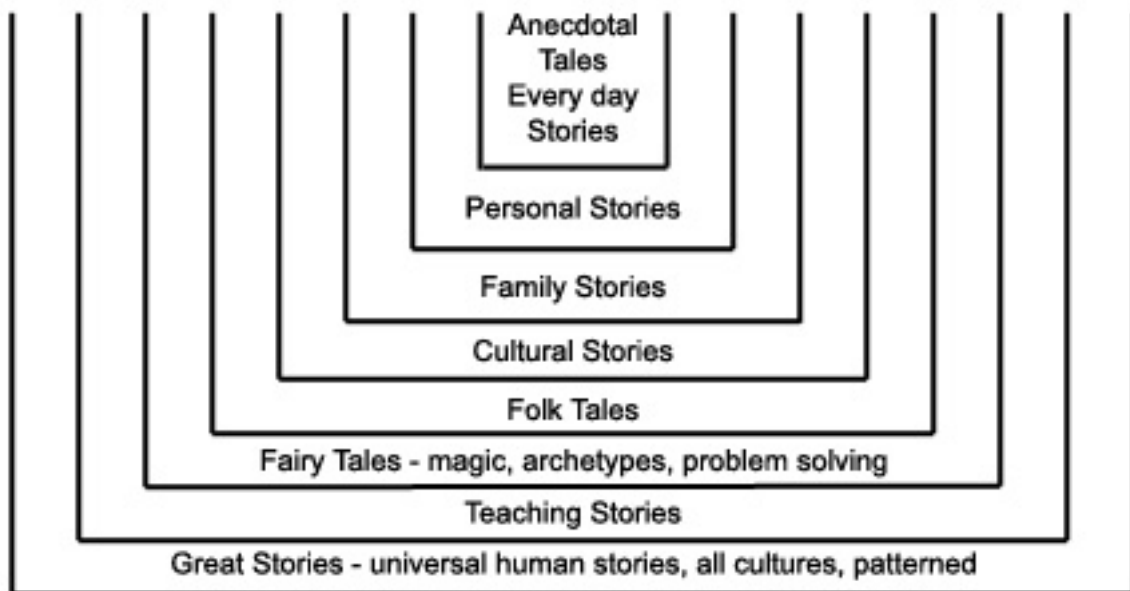 Anecdotal
Tales
Every day
Stories
Personal Stories
Family Stories
Cultural Stories
Folk Tales
Fairy Tales - magic, archetypes, problem solving
Teaching Stories
Great Stories - universal human stories, all cultures, patterned